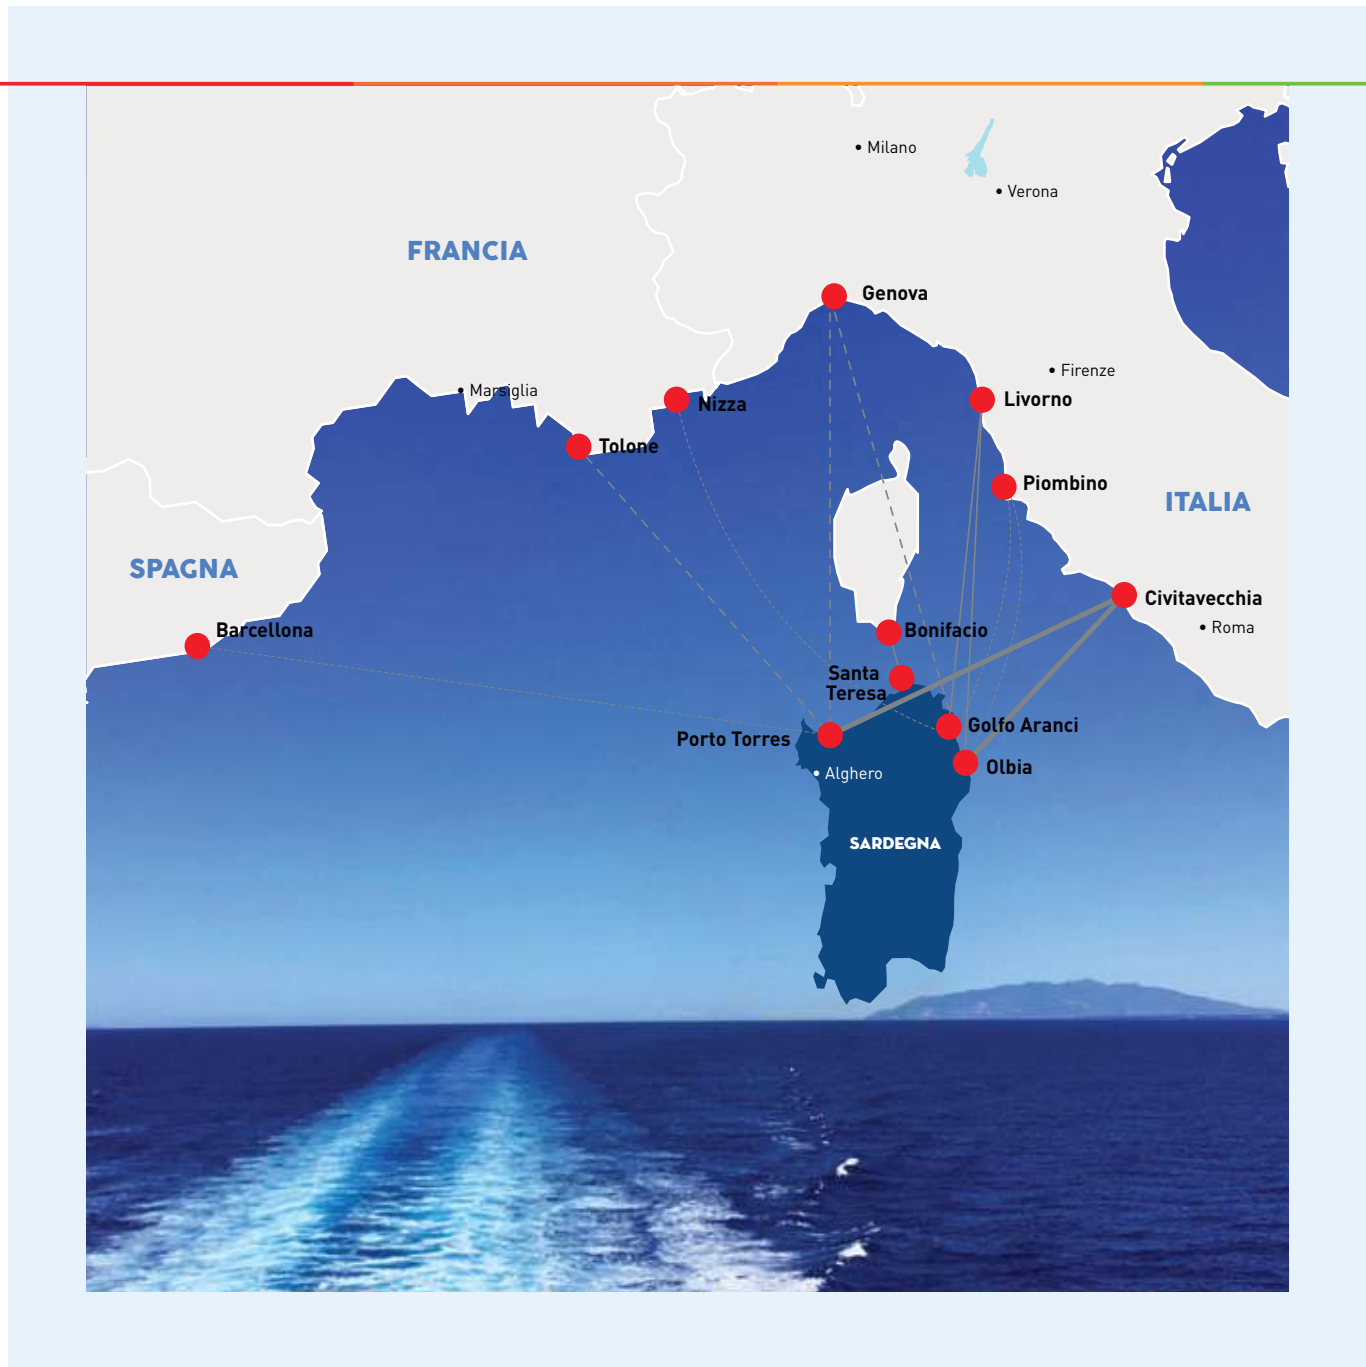 Milano
Verona
FRANCIA
Genova
Firenze
Marsiglia
Nizza
Livorno
Tolone
Piombino
ITALIA
SPAGNA
Civitavecchia
Barcellona
Bonifacio
Roma
Santa
Teresa
Golfo Aranci
Porto Torres
Olbia
Alghero
SARDEGNA